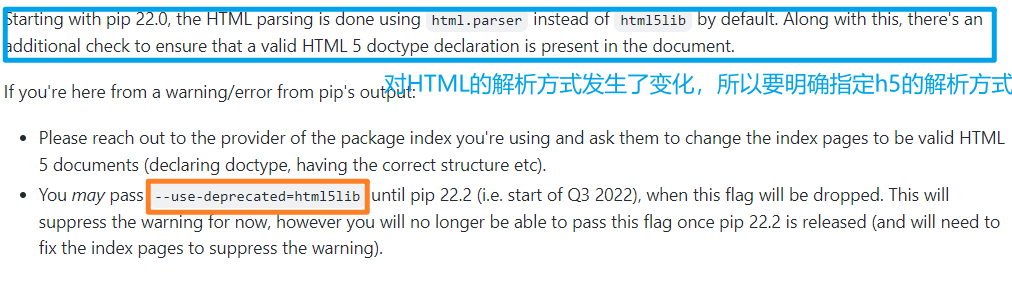 Starting with pip 22.0, the HTML parsing is done using html.parser instead of html5lib by default. Along with this, there's an
additional check to ensure that a valid HTML 5 doctype declaration is present in the document.
对HTML的解析方式发生了变化，所以要明确指定h5的解析方式
If you're here from a warning/error from pip's output:
• Please reach out to the provider of the package index you're using and ask them to change the index pages to be valid HTML
5 documents (declaring doctype, having the correct structure etc).
• You may pass --use-deprecated=html5lib until pip 22.2 (i.e. start of Q3 2022), when this flag will be dropped. This will
suppress the warning for now, however you will no longer be able to pass this flag once pip 22.2 is released (and will need to
fix the index pages to suppress the warning).